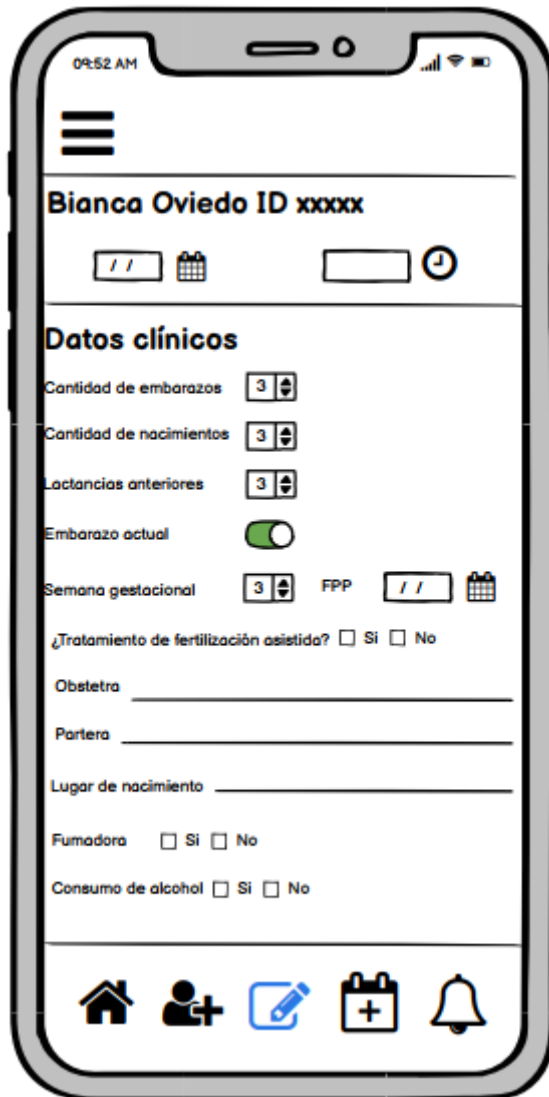 09:52 AM
Bianca Oviedo ID xxxxx
/ /
Datos clínicos
Cantidad de embarazos 3
Cantidad de nacimientos 3
Lactancias anteriores 3
Embarazo actual
Semana gestacional 3 FPP / /
¿Tratamiento de fertilización asistida? Si No
Obstetra
Partera
Lugar de nacimiento
Fumadora Si No
Consumo de alcohol Si No